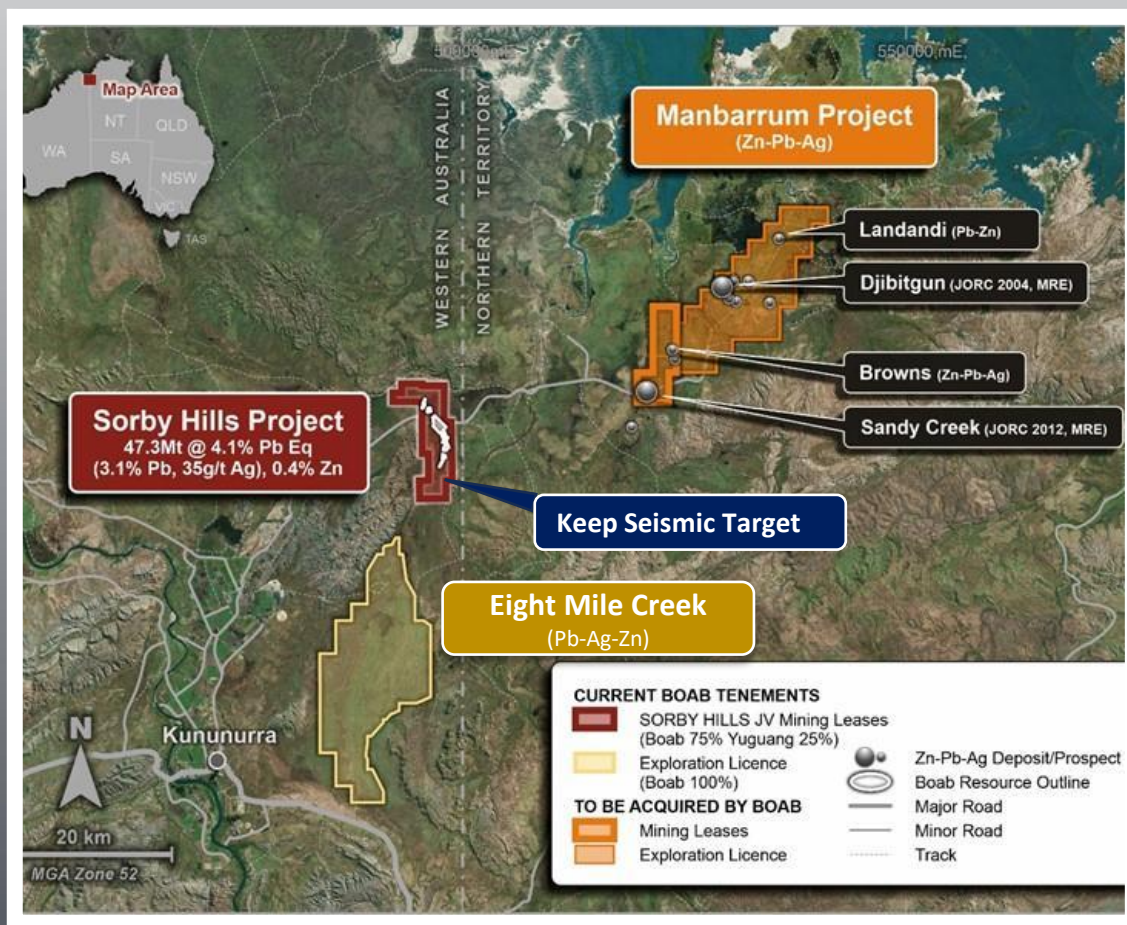 500000mE
550000mE
Map Area
NT
QLD
WA
SA
NSW
VIC
TAS
WESTERN AUSTRALIA
NORTHERN TERRITORY
Manbarrum Project
(Zn-Pb-Ag)
Landandi (Pb-Zn)
Djibitgun (JORC 2004, MRE)
Browns (Zn-Pb-Ag)
Sandy Creek (JORC 2012, MRE)
Sorby Hills Project
47.3Mt @ 4.1% Pb Eq
(3.1% Pb, 35g/t Ag), 0.4% Zn
Keep Seismic Target
Eight Mile Creek
(Pb-Ag-Zn)
Kununurra
N
20 km
MGA Zone 52
CURRENT BOAB TENEMENTS
SORBY HILLS JV Mining Leases
(Boab 75% Yuguang 25%)
Exploration Licence
(Boab 100%)
TO BE ACQUIRED BY BOAB
Mining Leases
Exploration Licence
Zn-Pb-Ag Deposit/Prospect
Boab Resource Outline
Major Road
Minor Road
Track